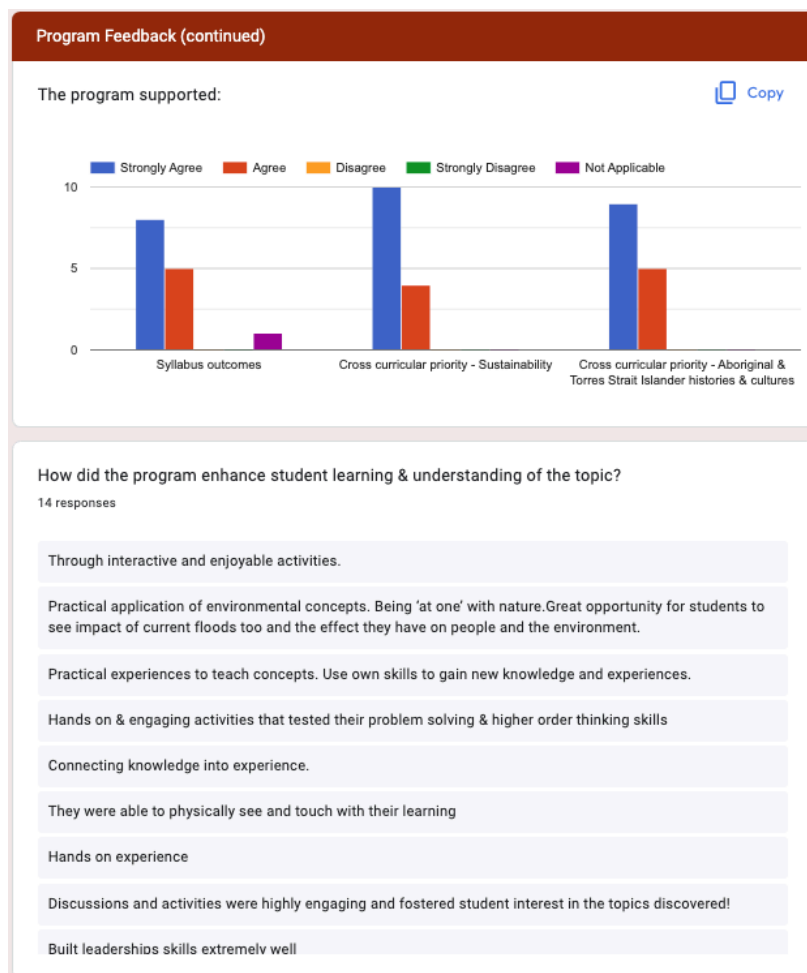 Program Feedback (continued)
The program supported:
Copy
Strongly Agree
Agree
Disagree
Strongly Disagree
Not Applicable
10
5
0
Syllabus outcomes
Cross curricular priority - Sustainability
Cross curricular priority - Aboriginal &
Torres Strait Islander histories & cultures
How did the program enhance student learning & understanding of the topic?
14 responses
Through interactive and enjoyable activities.
Practical application of environmental concepts. Being ‘at one’ with nature.Great opportunity for students to
see impact of current floods too and the effect they have on people and the environment.
Practical experiences to teach concepts. Use own skills to gain new knowledge and experiences.
Hands on & engaging activities that tested their problem solving & higher order thinking skills
Connecting knowledge into experience.
They were able to physically see and touch with their learning
Hands on experience
Discussions and activities were highly engaging and fostered student interest in the topics discovered!
Built leaderships skills extremely well